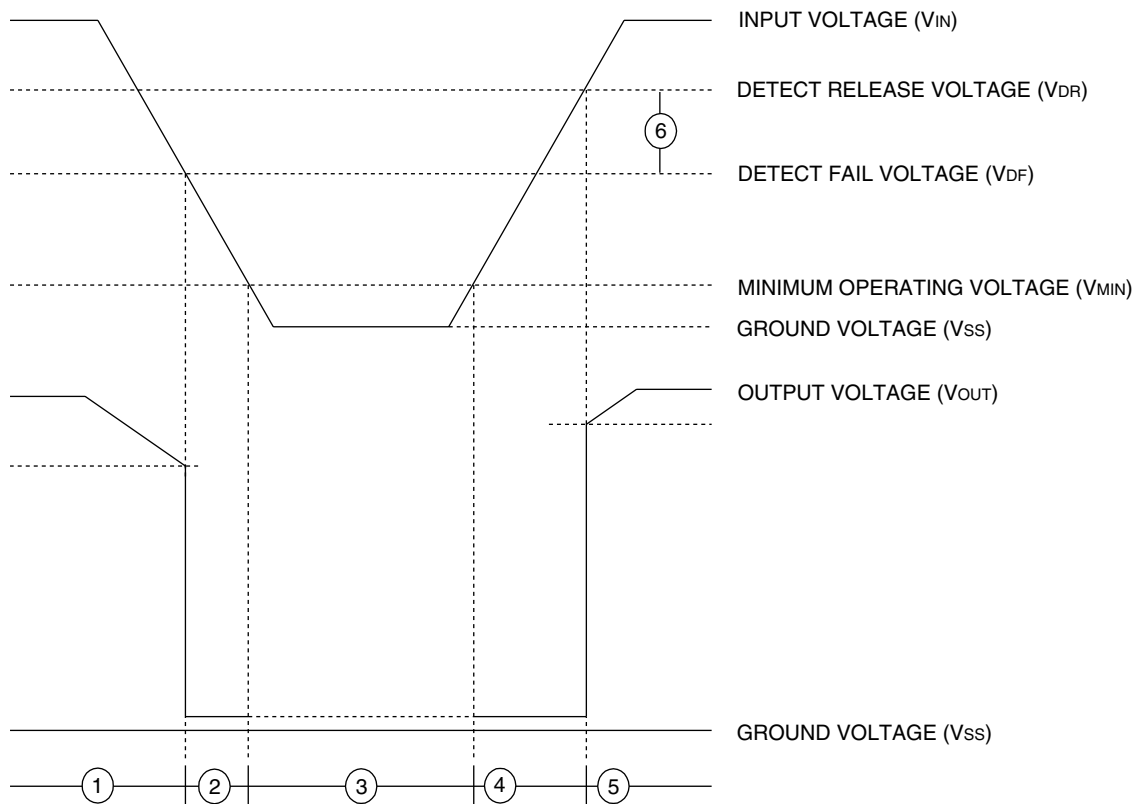 INPUT VOLTAGE (VIN)
DETECT RELEASE VOLTAGE (VDR)
6
DETECT FAIL VOLTAGE (VDF)
MINIMUM OPERATING VOLTAGE (VMIN)
GROUND VOLTAGE (VSS)
OUTPUT VOLTAGE (VOUT)
GROUND VOLTAGE (VSS)
1 2 3 4 5